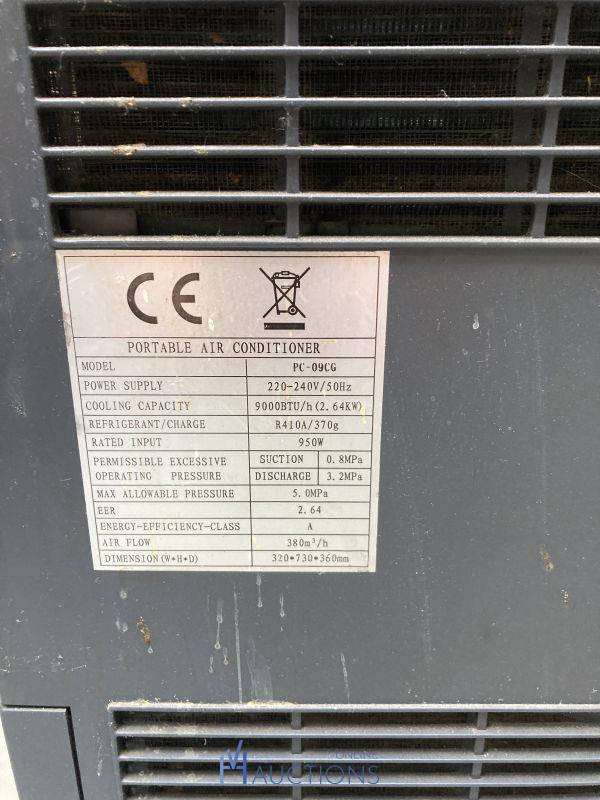 CE
PORTABLE AIR CONDITIONER
MODEL PC-09CG
POWER SUPPLY 220-240V/50Hz
COOLING CAPACITY 9000BTU/h(2.64KW)
REFRIGERANT/CHARGE R410A/370g
RATED INPUT 950W
PERMISSIBLE EXCESSIVE SUCTION 0.8MPa
OPERATING PRESSURE DISCHARGE 3.2MPa
MAX ALLOWABLE PRESSURE 5.0MPa
EER 2.64
ENERGY-EFFICIENCY-CLASS A
AIR FLOW 380m³/h
DIMENSION(W*H*D) 320*730*360mm
ONLINE
AUCTIONS